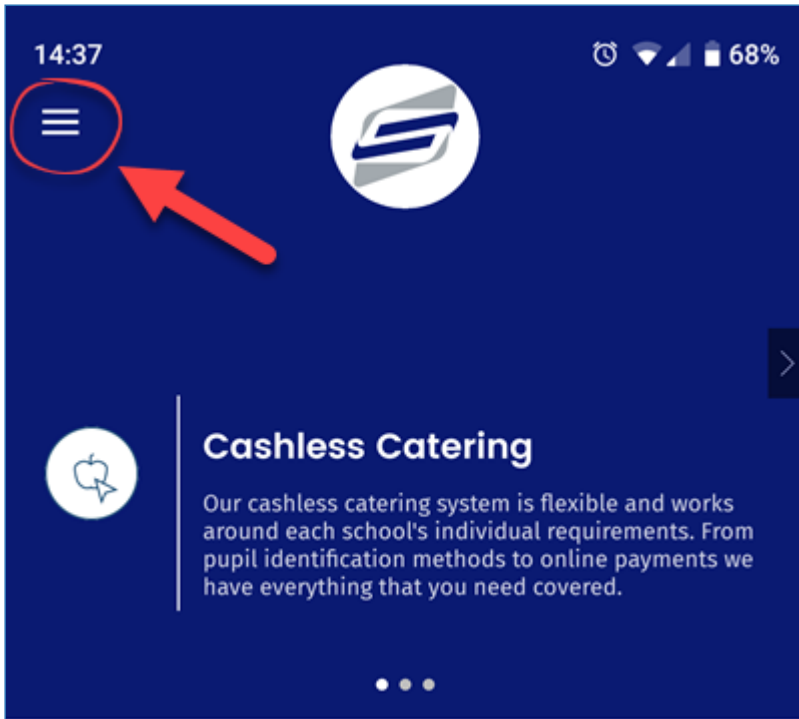 14:37
68%
Cashless Catering
Our cashless catering system is flexible and works
around each school's individual requirements. From
pupil identification methods to online payments we
have everything that you need covered.